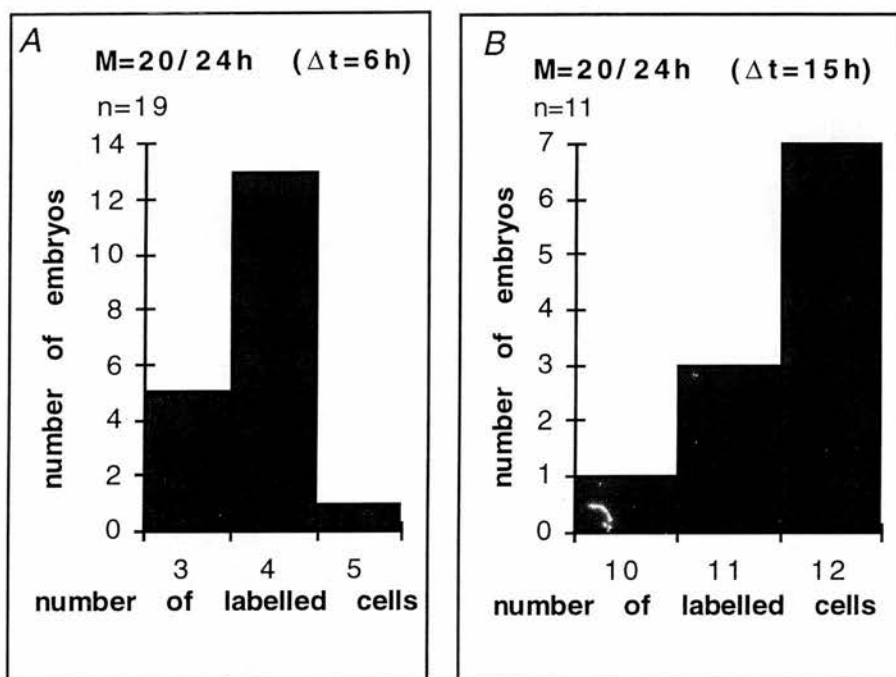 A
M=20/24h (Δt=6h)
n=19
number of embryos
14
12
10
8
6
4
2
0
3 4 5
number of labelled cells
B
M=20/24h (Δt=15h)
n=11
number of embryos
7
6
5
4
3
2
1
0
10 11 12
number of labelled cells